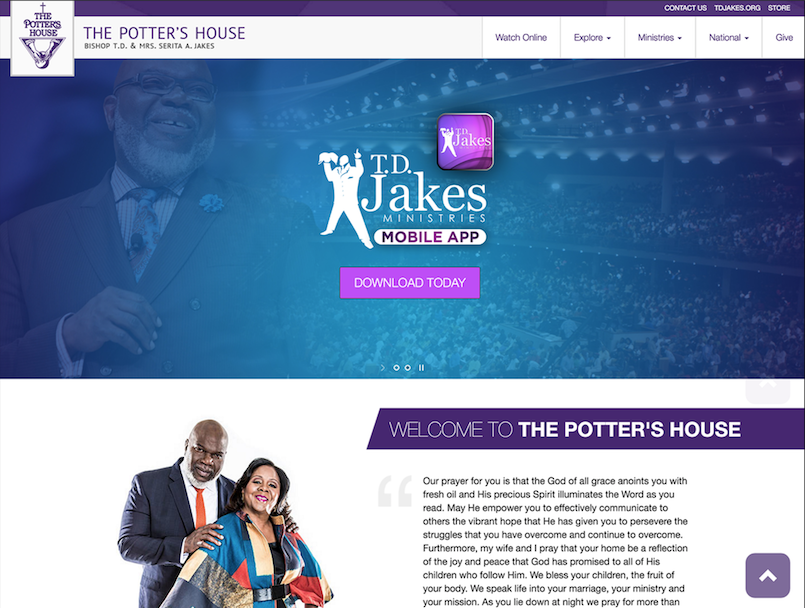 CONTACT US TDJAKES.ORG STORE
THE
POTTER'S
HOUSE
THE POTTER'S HOUSE
BISHOP T.D. & MRS. SERITA A. JAKES
Watch Online Explore Ministries National Give
T.D.
Jakes
T.D.
Jakes
MINISTRIES
MOBILE APP
DOWNLOAD TODAY
WELCOME TO THE POTTER'S HOUSE
“
Our prayer for you is that the God of all grace anoints you with
fresh oil and His precious Spirit illuminates the Word as you
read. May He empower you to effectively communicate to
others the vibrant hope that He has given you to persevere the
struggles that you have overcome and continue to overcome.
Furthermore, my wife and I pray that your home be a reflection
of the joy and peace that God has promised to all of His
children who follow Him. We bless your children, the fruit of
your body. We speak life into your marriage, your ministry and
your mission. As you lie down at night we pray for more than